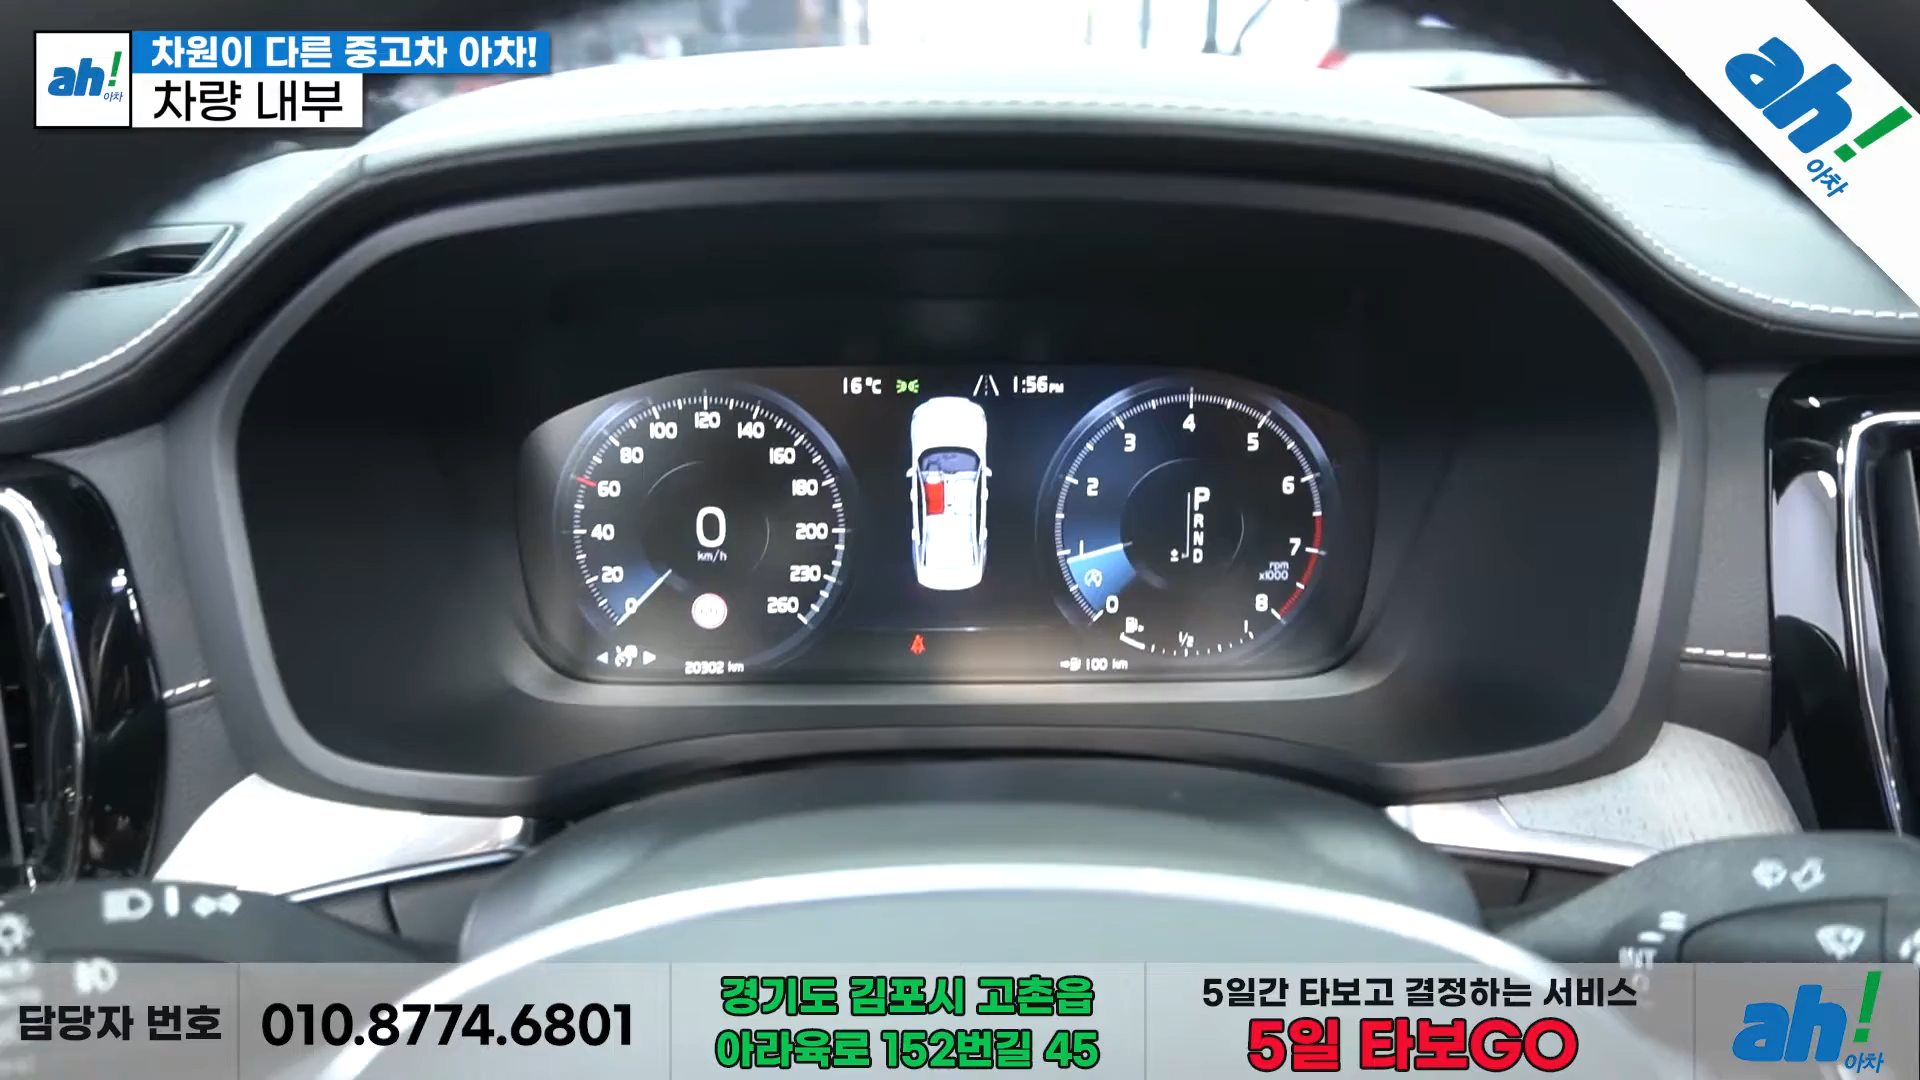 ah!
아차
차원이 다른 중고차 아차!
차량 내부
ah!
아차
16°C
1:56PM
0 20 40 60 80 100 120 140 160 180 200 230 260
0
km/h
60
20302 km
0 1 2 3 4 5 6 7 8
P
R
N
D
±
rpm
x1000
1/2
1
100 km
INT
담당자 번호
010.8774.6801
경기도 김포시 고촌읍
아라육로 152번길 45
5일간 타보고 결정하는 서비스
5일 타보GO
ah!
아차